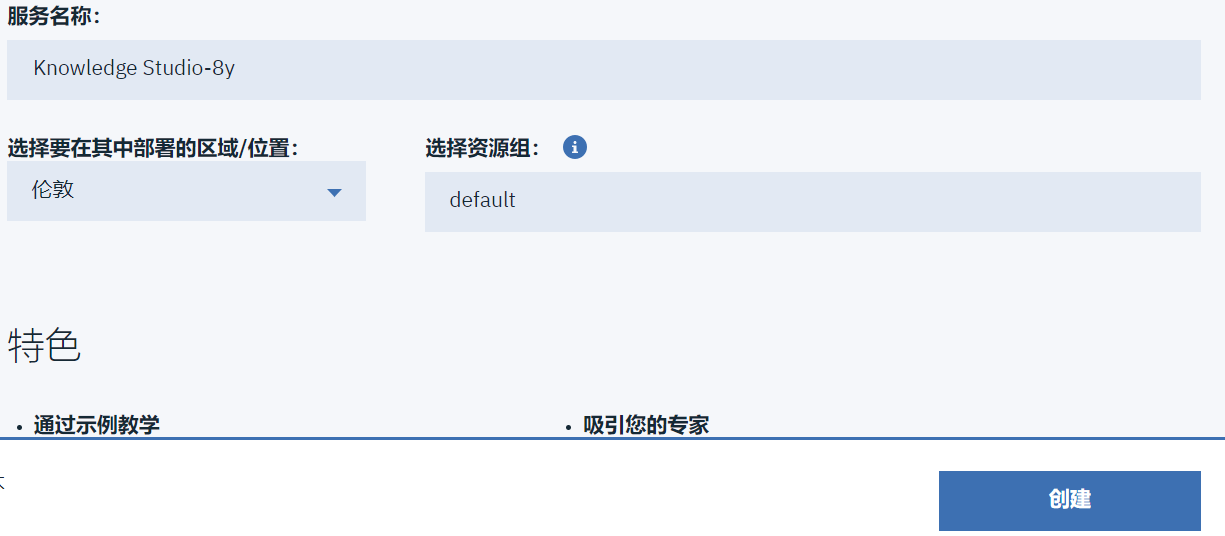 服务名称：
Knowledge Studio-8y
选择要在其中部署的区域/位置：
选择资源组：
伦敦
default
特色
• 通过示例教学
• 吸引您的专家
创建